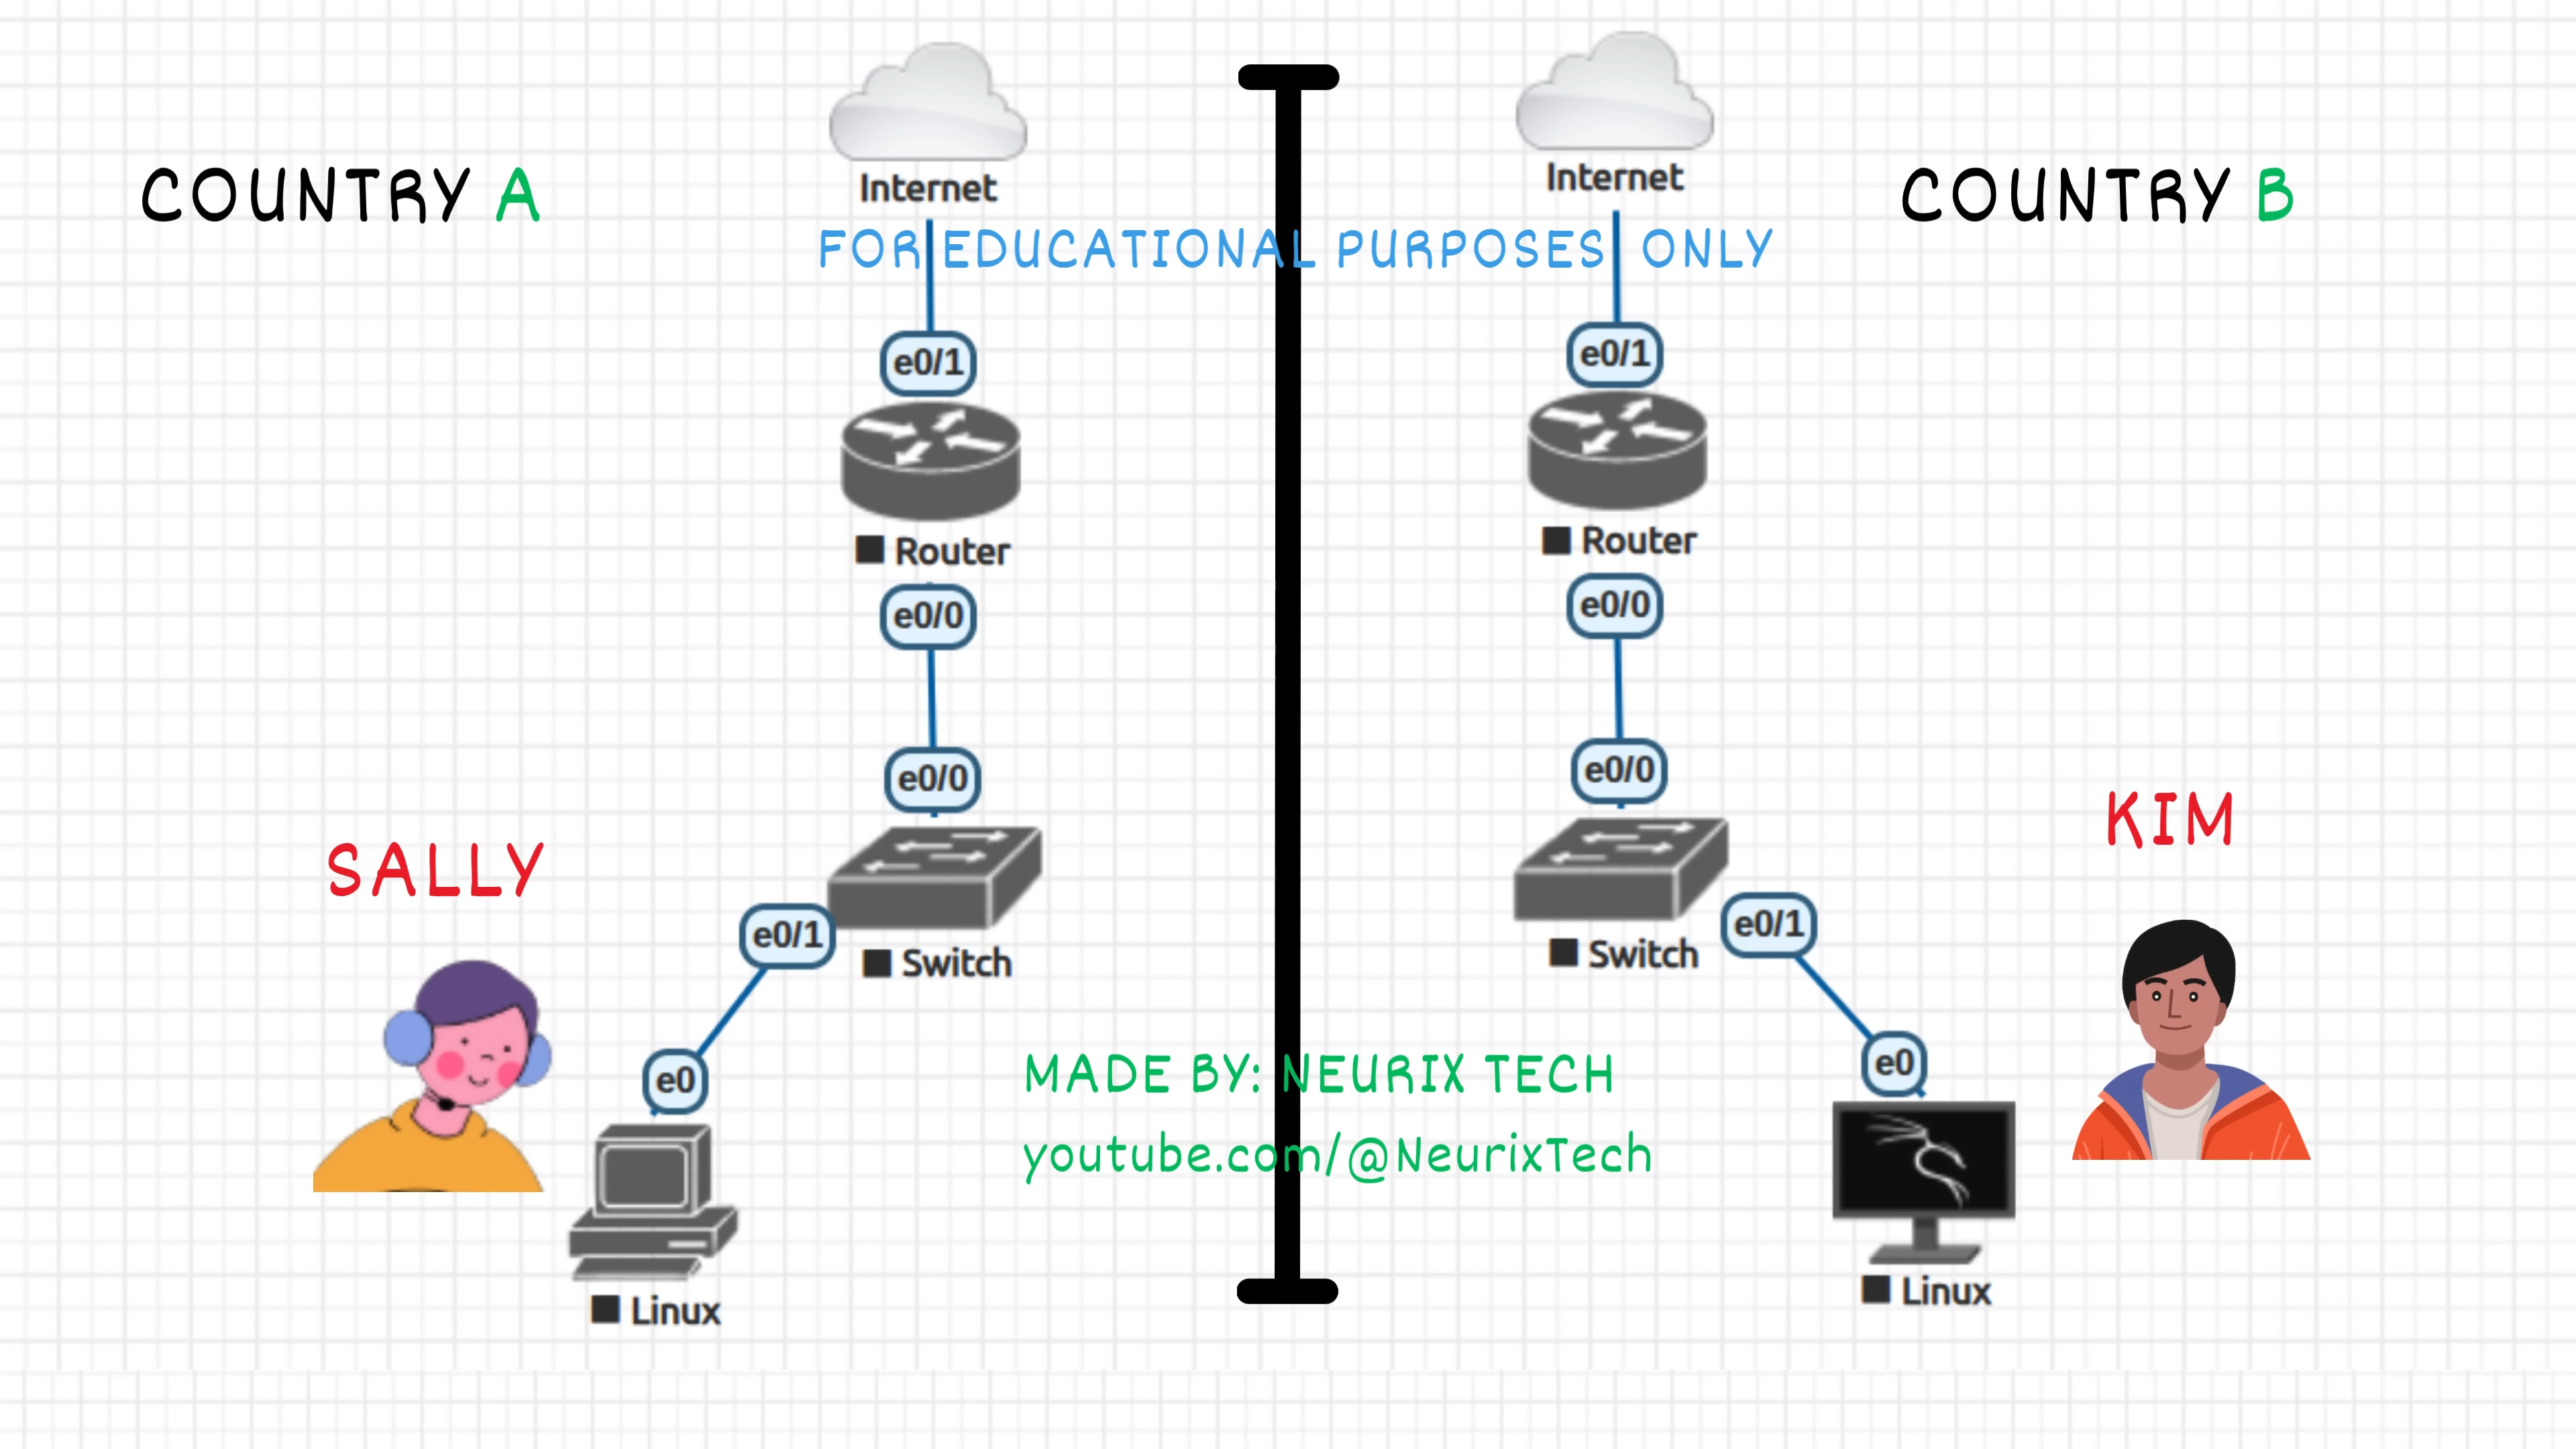 COUNTRY A
COUNTRY B
Internet
Internet
FOR EDUCATIONAL PURPOSES ONLY
e0/1
e0/1
Router
Router
e0/0
e0/0
e0/0
e0/0
SALLY
KIM
e0/1
Switch
Switch
e0/1
e0
e0
MADE BY: NEURIX TECH
youtube.com/@NeurixTech
Linux
Linux